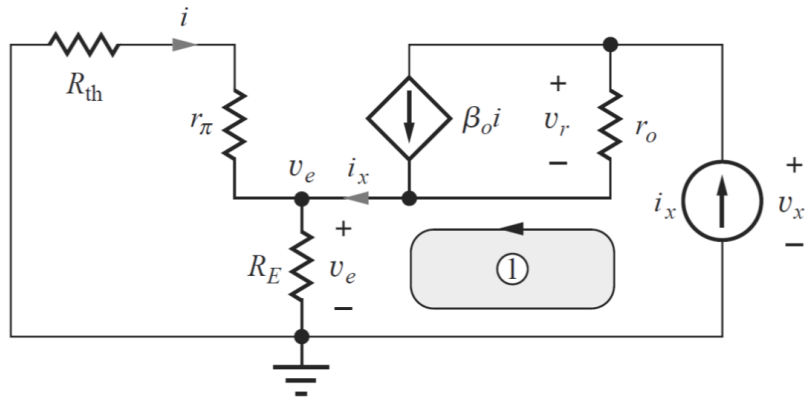 i
R_th
r_π
β_o i
+
v_r
−
r_o
v_e
i_x
i_x
+
v_x
−
R_E
+
v_e
−
①